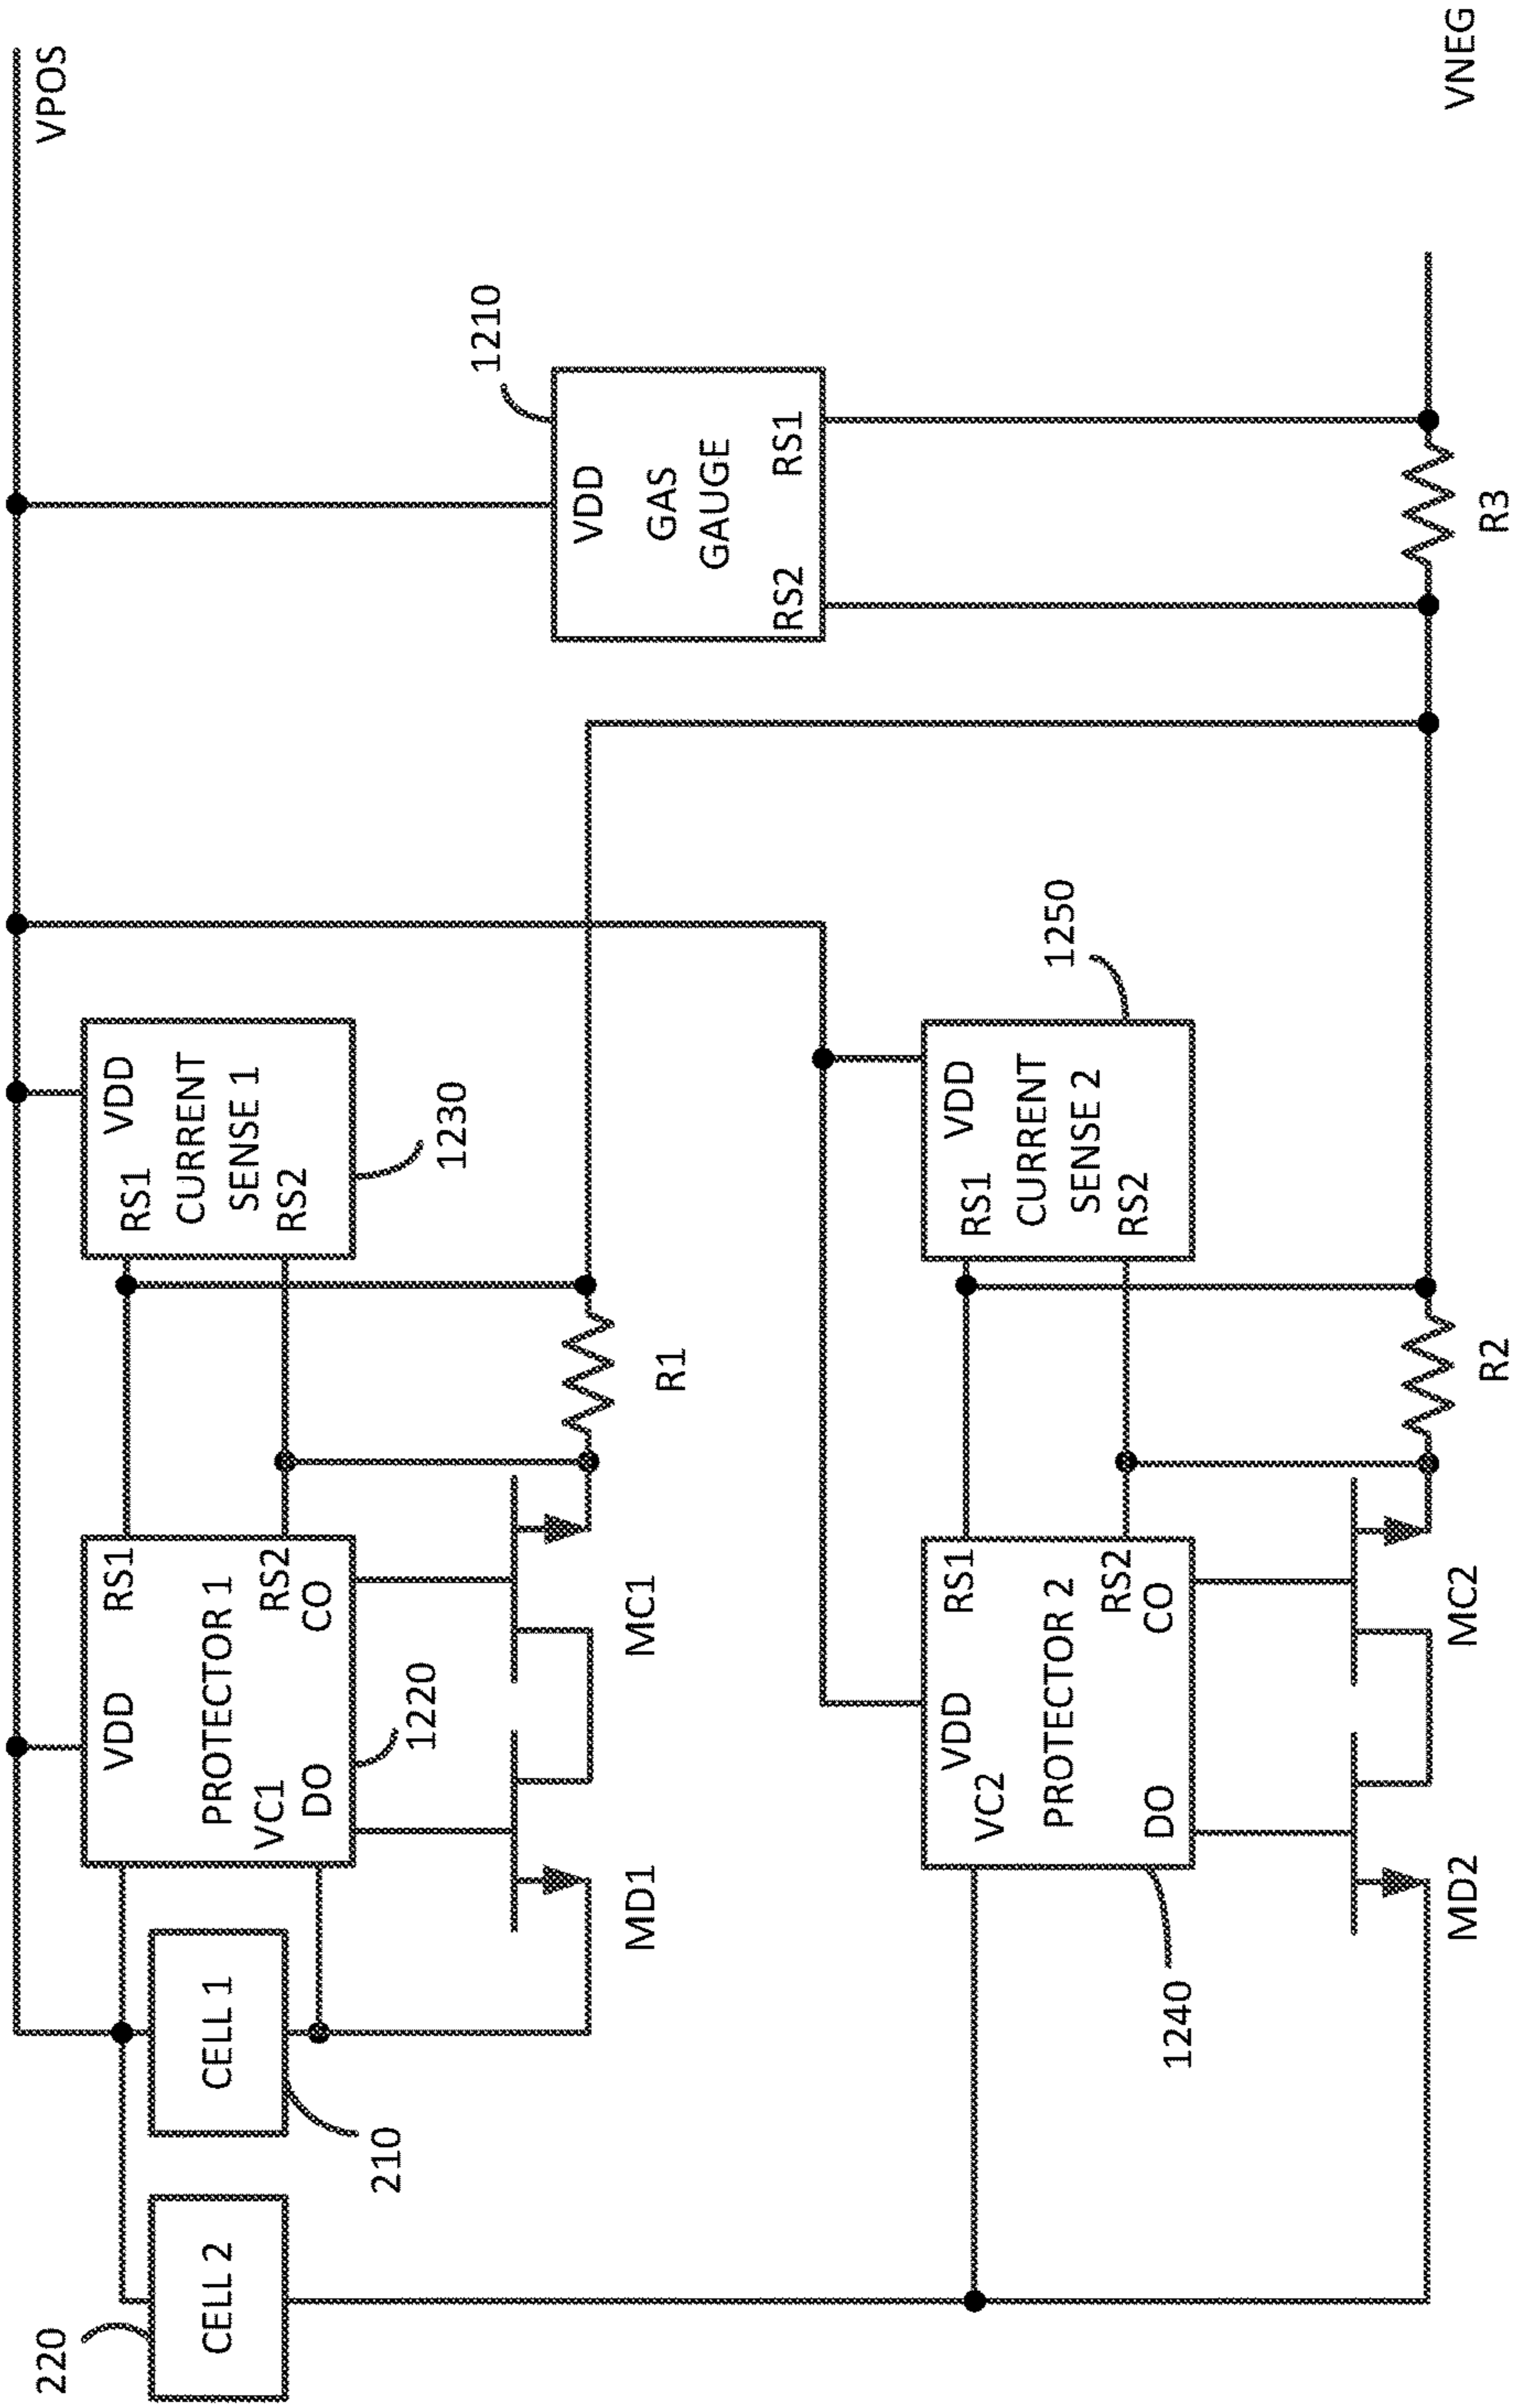 VPOS
220
CELL 2
210
CELL 1
VDD
RS1
PROTECTOR 1
VC1
RS2
DO
CO
1220
MD1
MC1
R1
VDD
RS1
CURRENT
SENSE 1
RS2
1230
1210
VDD
GAS
GAUGE
RS2
RS1
VDD
RS1
VC2
PROTECTOR 2
RS2
DO
CO
1240
MD2
MC2
R2
VDD
RS1
CURRENT
SENSE 2
RS2
1250
R3
VNEG